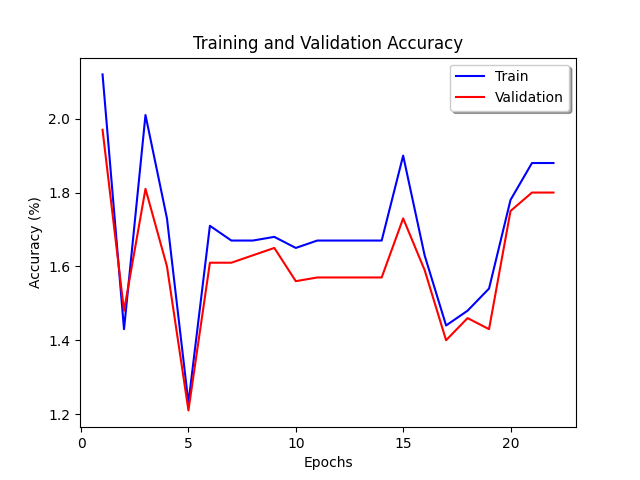 Training and Validation Accuracy
Train
Validation
Accuracy (%)
2.0
1.8
1.6
1.4
1.2
0
5
10
15
20
Epochs